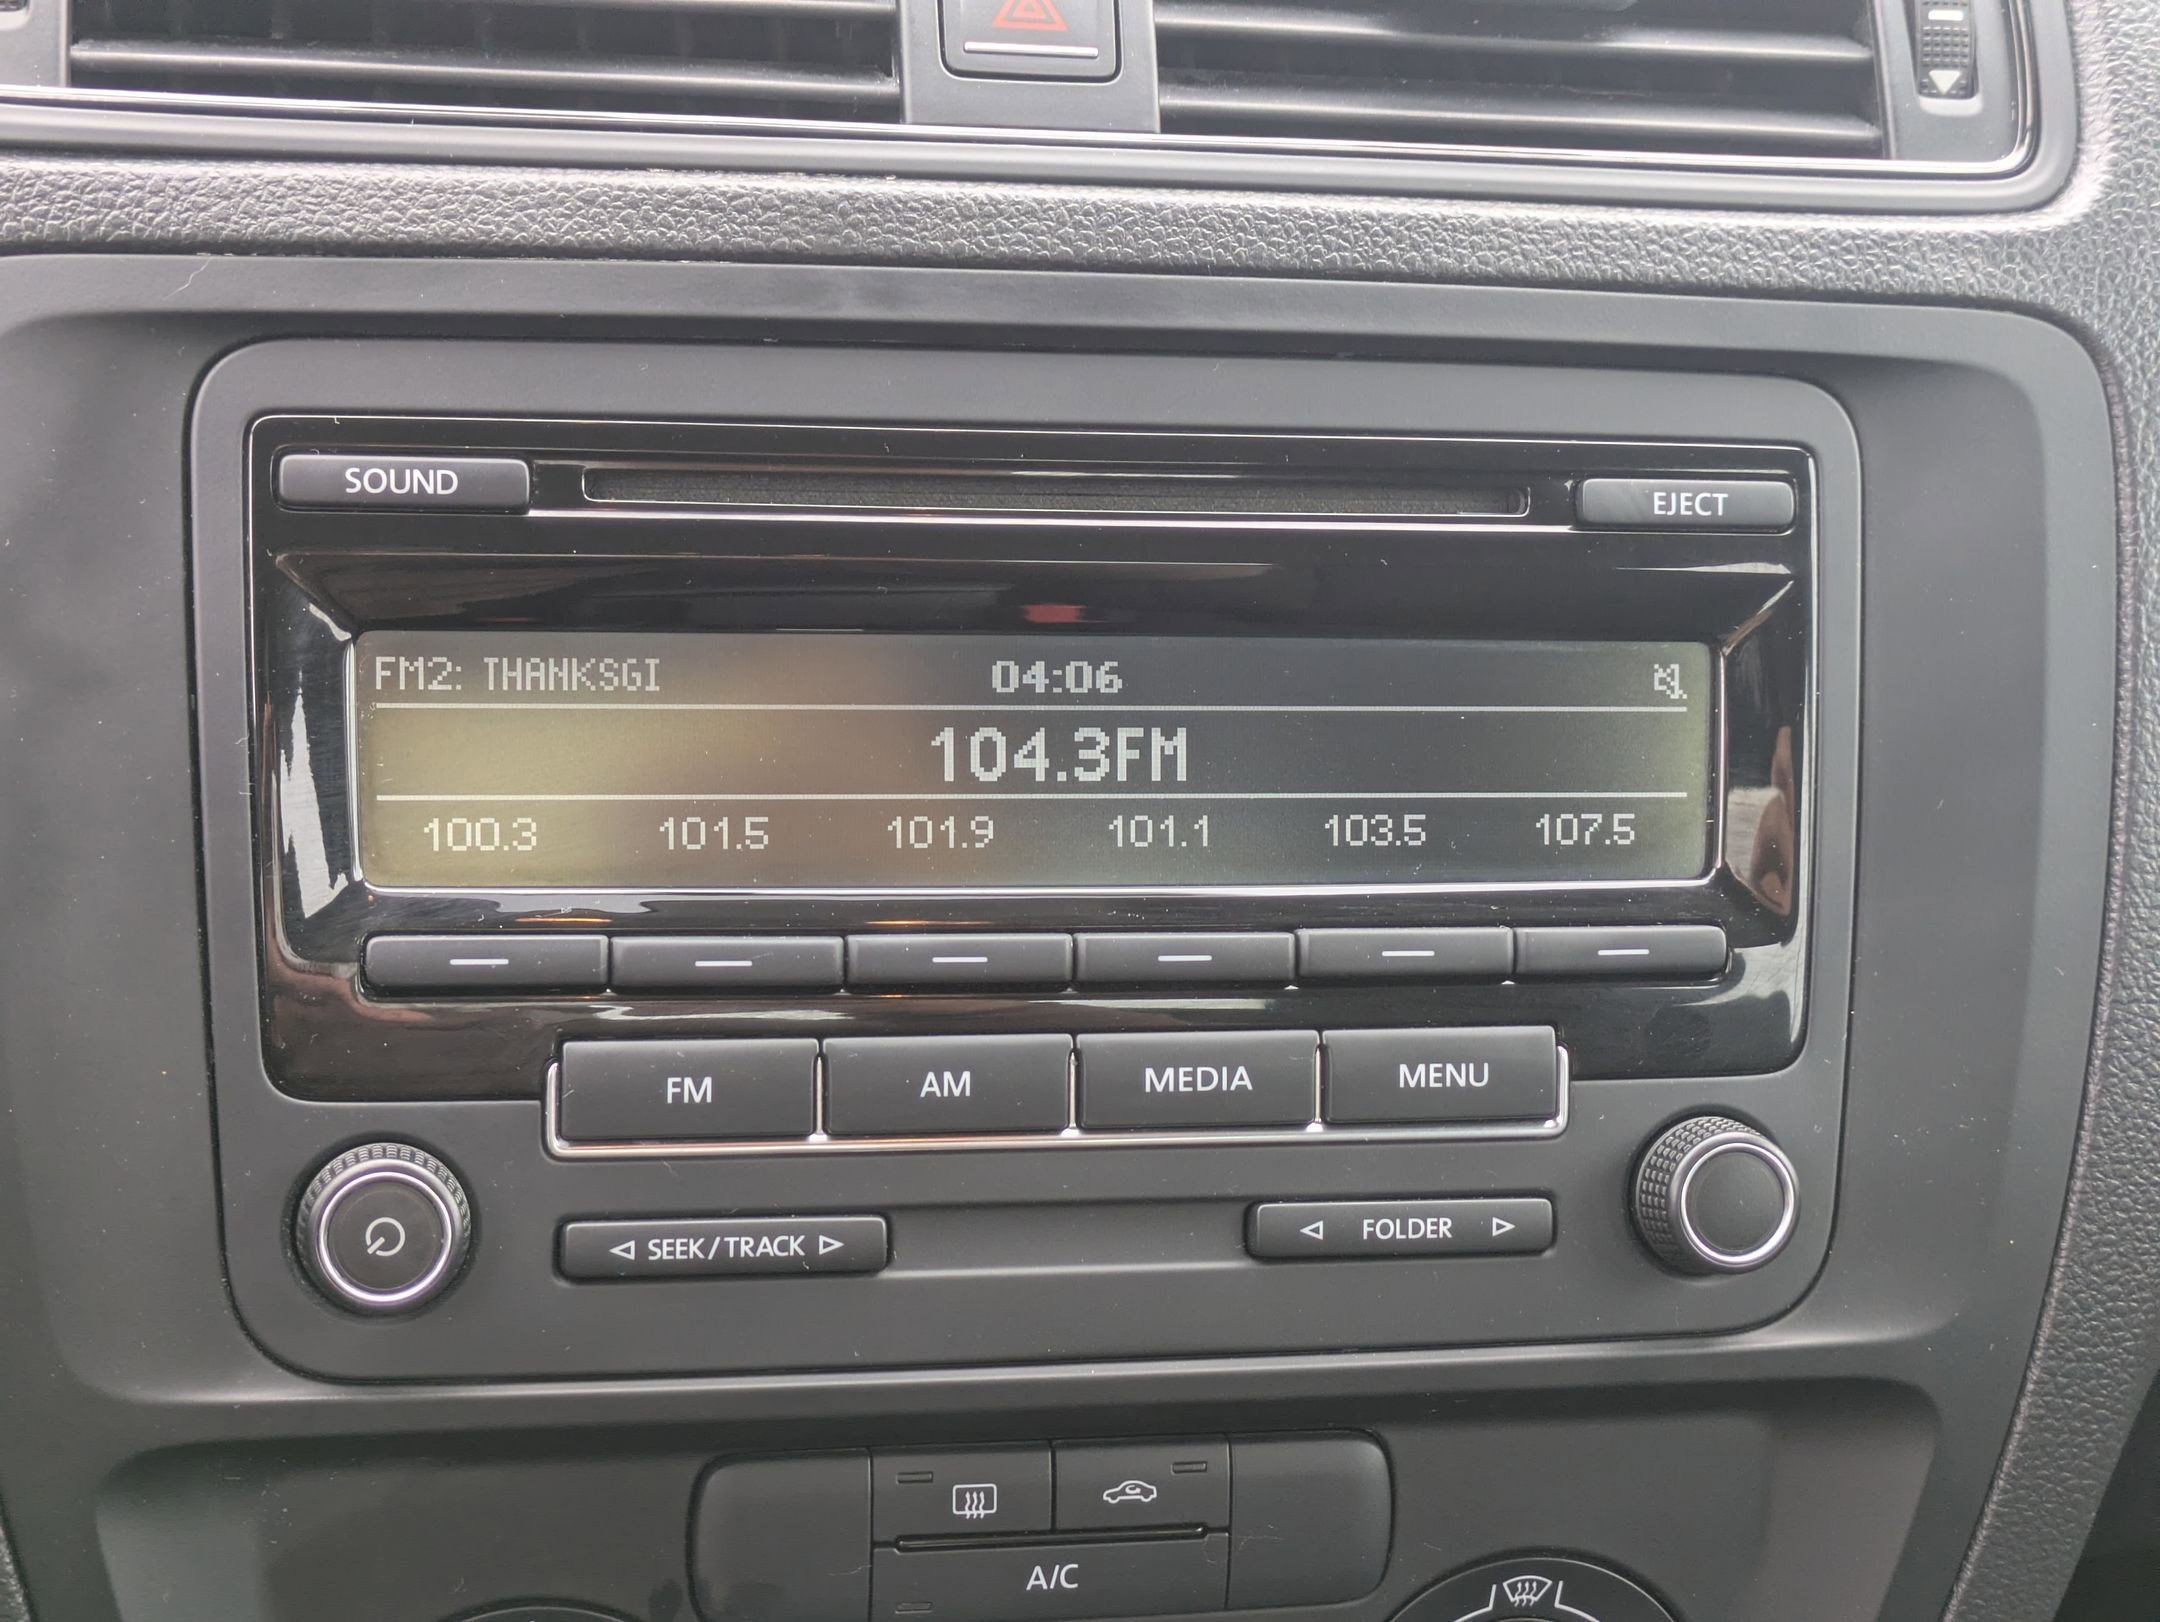 SOUND
EJECT
FM2: THANKSGI 04:06
104.3FM
100.3 101.5 101.9 101.1 103.5 107.5
FM AM MEDIA MENU
SEEK/TRACK FOLDER
A/C